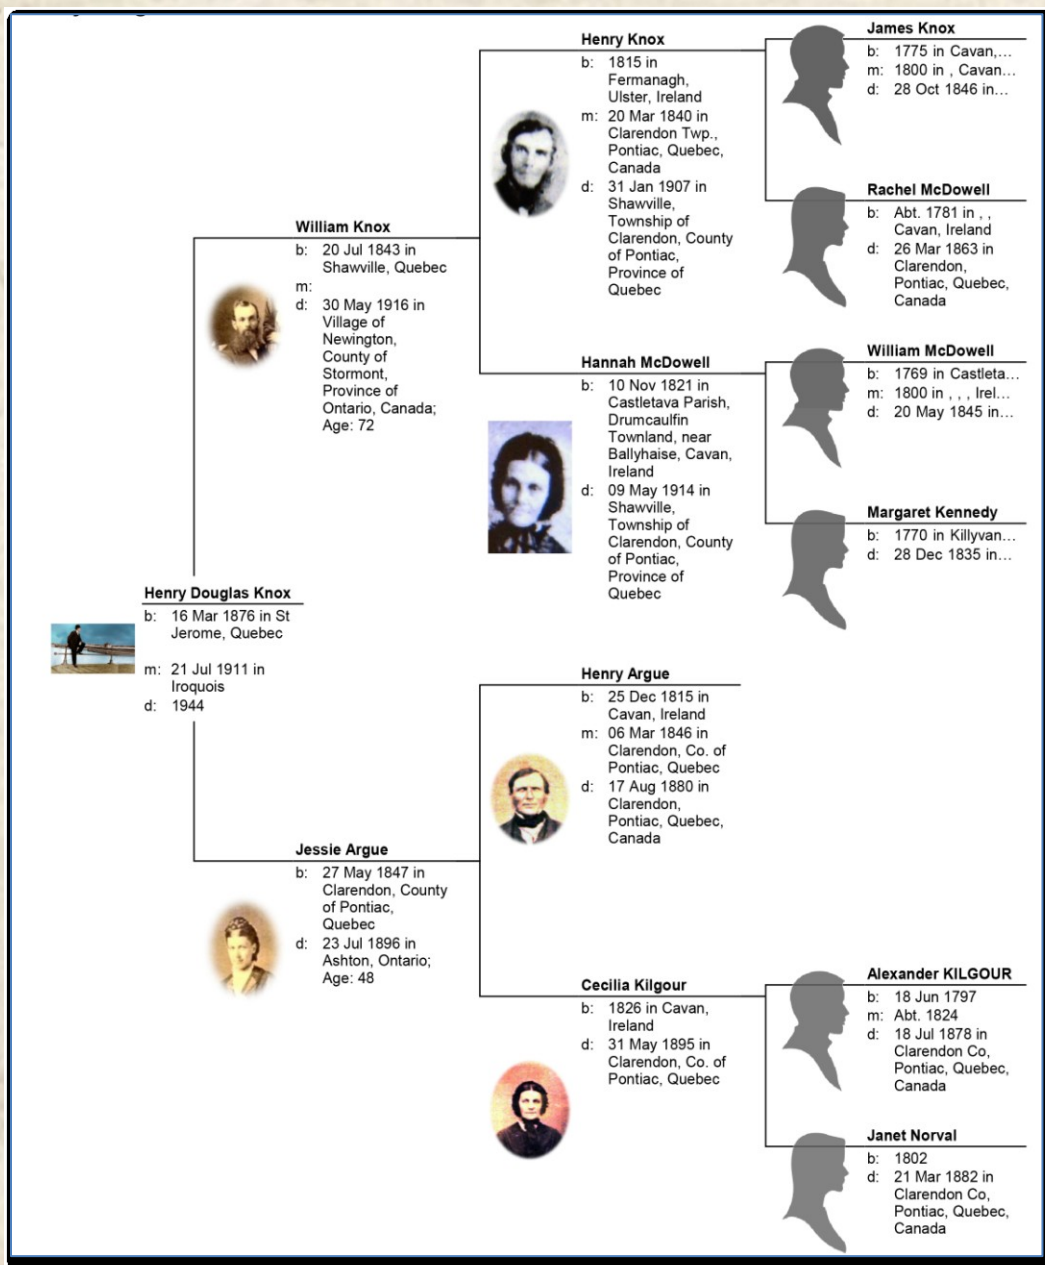 James Knox
b: 1775 in Cavan,...
m: 1800 in , Cavan...
d: 28 Oct 1846 in...
Henry Knox
b: 1815 in
Fermanagh,
Ulster, Ireland
m: 20 Mar 1840 in
Clarendon Twp.,
Pontiac, Quebec,
Canada
d: 31 Jan 1907 in
Shawville,
Township of
Clarendon, County
of Pontiac,
Province of
Quebec
Rachel McDowell
b: Abt. 1781 in , ,
Cavan, Ireland
d: 26 Mar 1863 in
Clarendon,
Pontiac, Quebec,
Canada
William Knox
b: 20 Jul 1843 in
Shawville, Quebec
m:
d: 30 May 1916 in
Village of
Newington,
County of
Stormont,
Province of
Ontario, Canada;
Age: 72
William McDowell
b: 1769 in Castleta...
m: 1800 in , , , Irel...
d: 20 May 1845 in...
Hannah McDowell
b: 10 Nov 1821 in
Castletava Parish,
Drumcaulfin
Townland, near
Ballyhaise, Cavan,
Ireland
d: 09 May 1914 in
Shawville,
Township of
Clarendon, County
of Pontiac,
Province of
Quebec
Margaret Kennedy
b: 1770 in Killyvan...
d: 28 Dec 1835 in...
Henry Douglas Knox
b: 16 Mar 1876 in St
Jerome, Quebec
m: 21 Jul 1911 in
Iroquois
d: 1944
Henry Argue
b: 25 Dec 1815 in
Cavan, Ireland
m: 06 Mar 1846 in
Clarendon, Co. of
Pontiac, Quebec
d: 17 Aug 1880 in
Clarendon,
Pontiac, Quebec,
Canada
Jessie Argue
b: 27 May 1847 in
Clarendon, County
of Pontiac,
Quebec
d: 23 Jul 1896 in
Ashton, Ontario;
Age: 48
Cecilia Kilgour
b: 1826 in Cavan,
Ireland
d: 31 May 1895 in
Clarendon, Co. of
Pontiac, Quebec
Alexander KILGOUR
b: 18 Jun 1797
m: Abt. 1824
d: 18 Jul 1878 in
Clarendon Co,
Pontiac, Quebec,
Canada
Janet Norval
b: 1802
d: 21 Mar 1882 in
Clarendon Co,
Pontiac, Quebec,
Canada